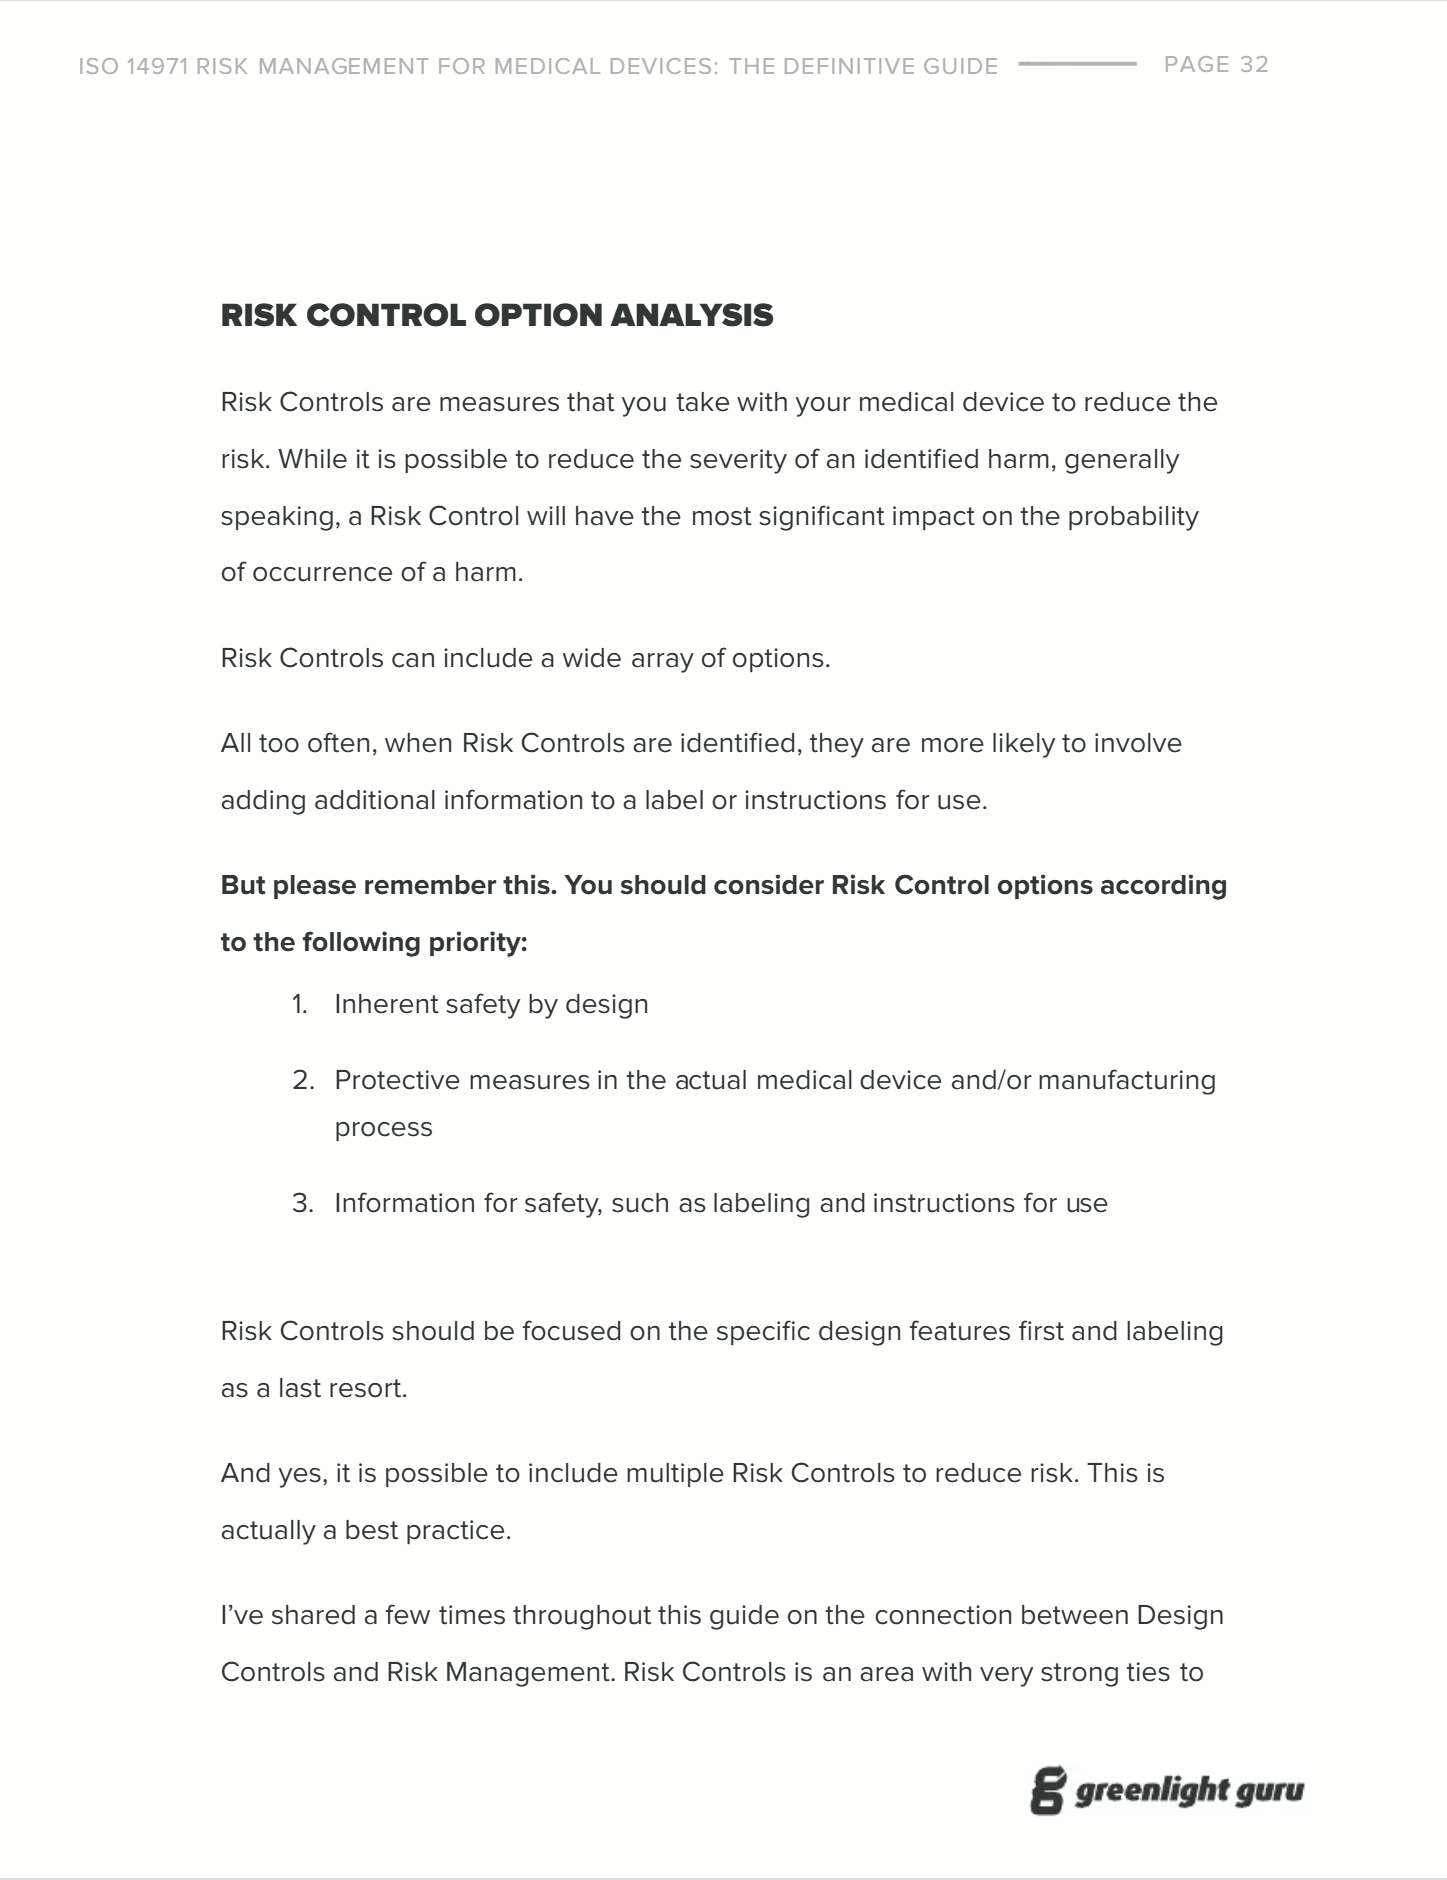 ISO 14971 RISK MANAGEMENT FOR MEDICAL DEVICES: THE DEFINITIVE GUIDE PAGE 32
RISK CONTROL OPTION ANALYSIS
Risk Controls are measures that you take with your medical device to reduce the
risk. While it is possible to reduce the severity of an identified harm, generally
speaking, a Risk Control will have the most significant impact on the probability
of occurrence of a harm.
Risk Controls can include a wide array of options.
All too often, when Risk Controls are identified, they are more likely to involve
adding additional information to a label or instructions for use.
But please remember this. You should consider Risk Control options according
to the following priority:
1. Inherent safety by design
2. Protective measures in the actual medical device and/or manufacturing
process
3. Information for safety, such as labeling and instructions for use
Risk Controls should be focused on the specific design features first and labeling
as a last resort.
And yes, it is possible to include multiple Risk Controls to reduce risk. This is
actually a best practice.
I’ve shared a few times throughout this guide on the connection between Design
Controls and Risk Management. Risk Controls is an area with very strong ties to
greenlight guru